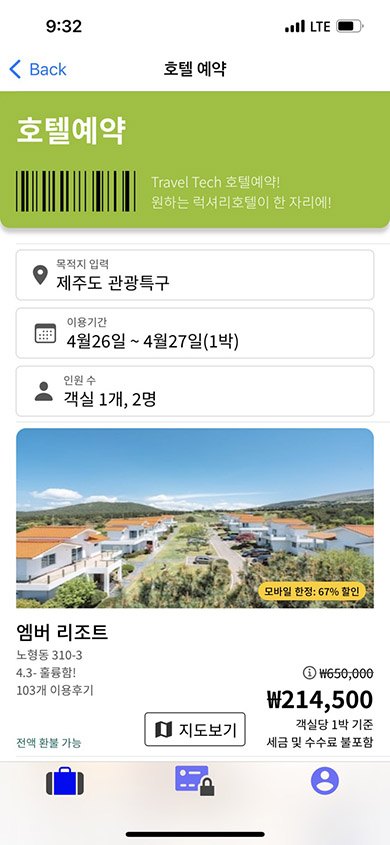 9:32
LTE
Back
호텔 예약
호텔예약
Travel Tech 호텔예약!
원하는 럭셔리호텔이 한 자리에!
목적지 입력
제주도 관광특구
이용기간
4월26일 ~ 4월27일(1박)
인원 수
객실 1개, 2명
모바일 한정: 67% 할인
엠버 리조트
노형동 310-3
4.3- 훌륭함!
103개 이용후기
₩650,000
₩214,500
객실당 1박 기준
세금 및 수수료 불포함
지도보기
전액 환불 가능